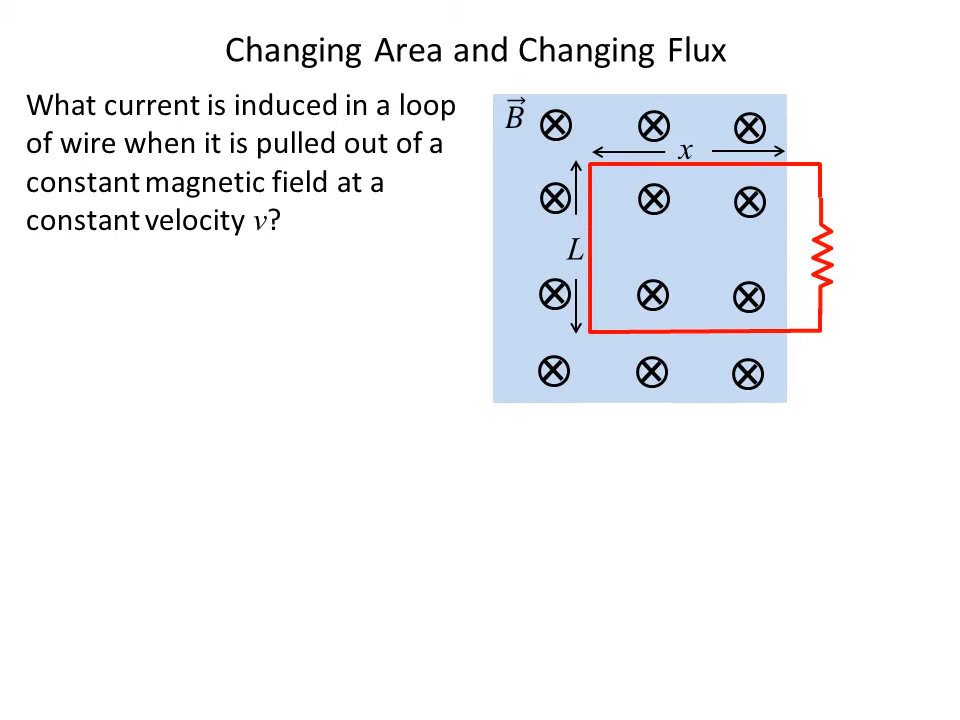 Changing Area and Changing Flux
What current is induced in a loop
of wire when it is pulled out of a
constant magnetic field at a
constant velocity v?
B⃗
x
L